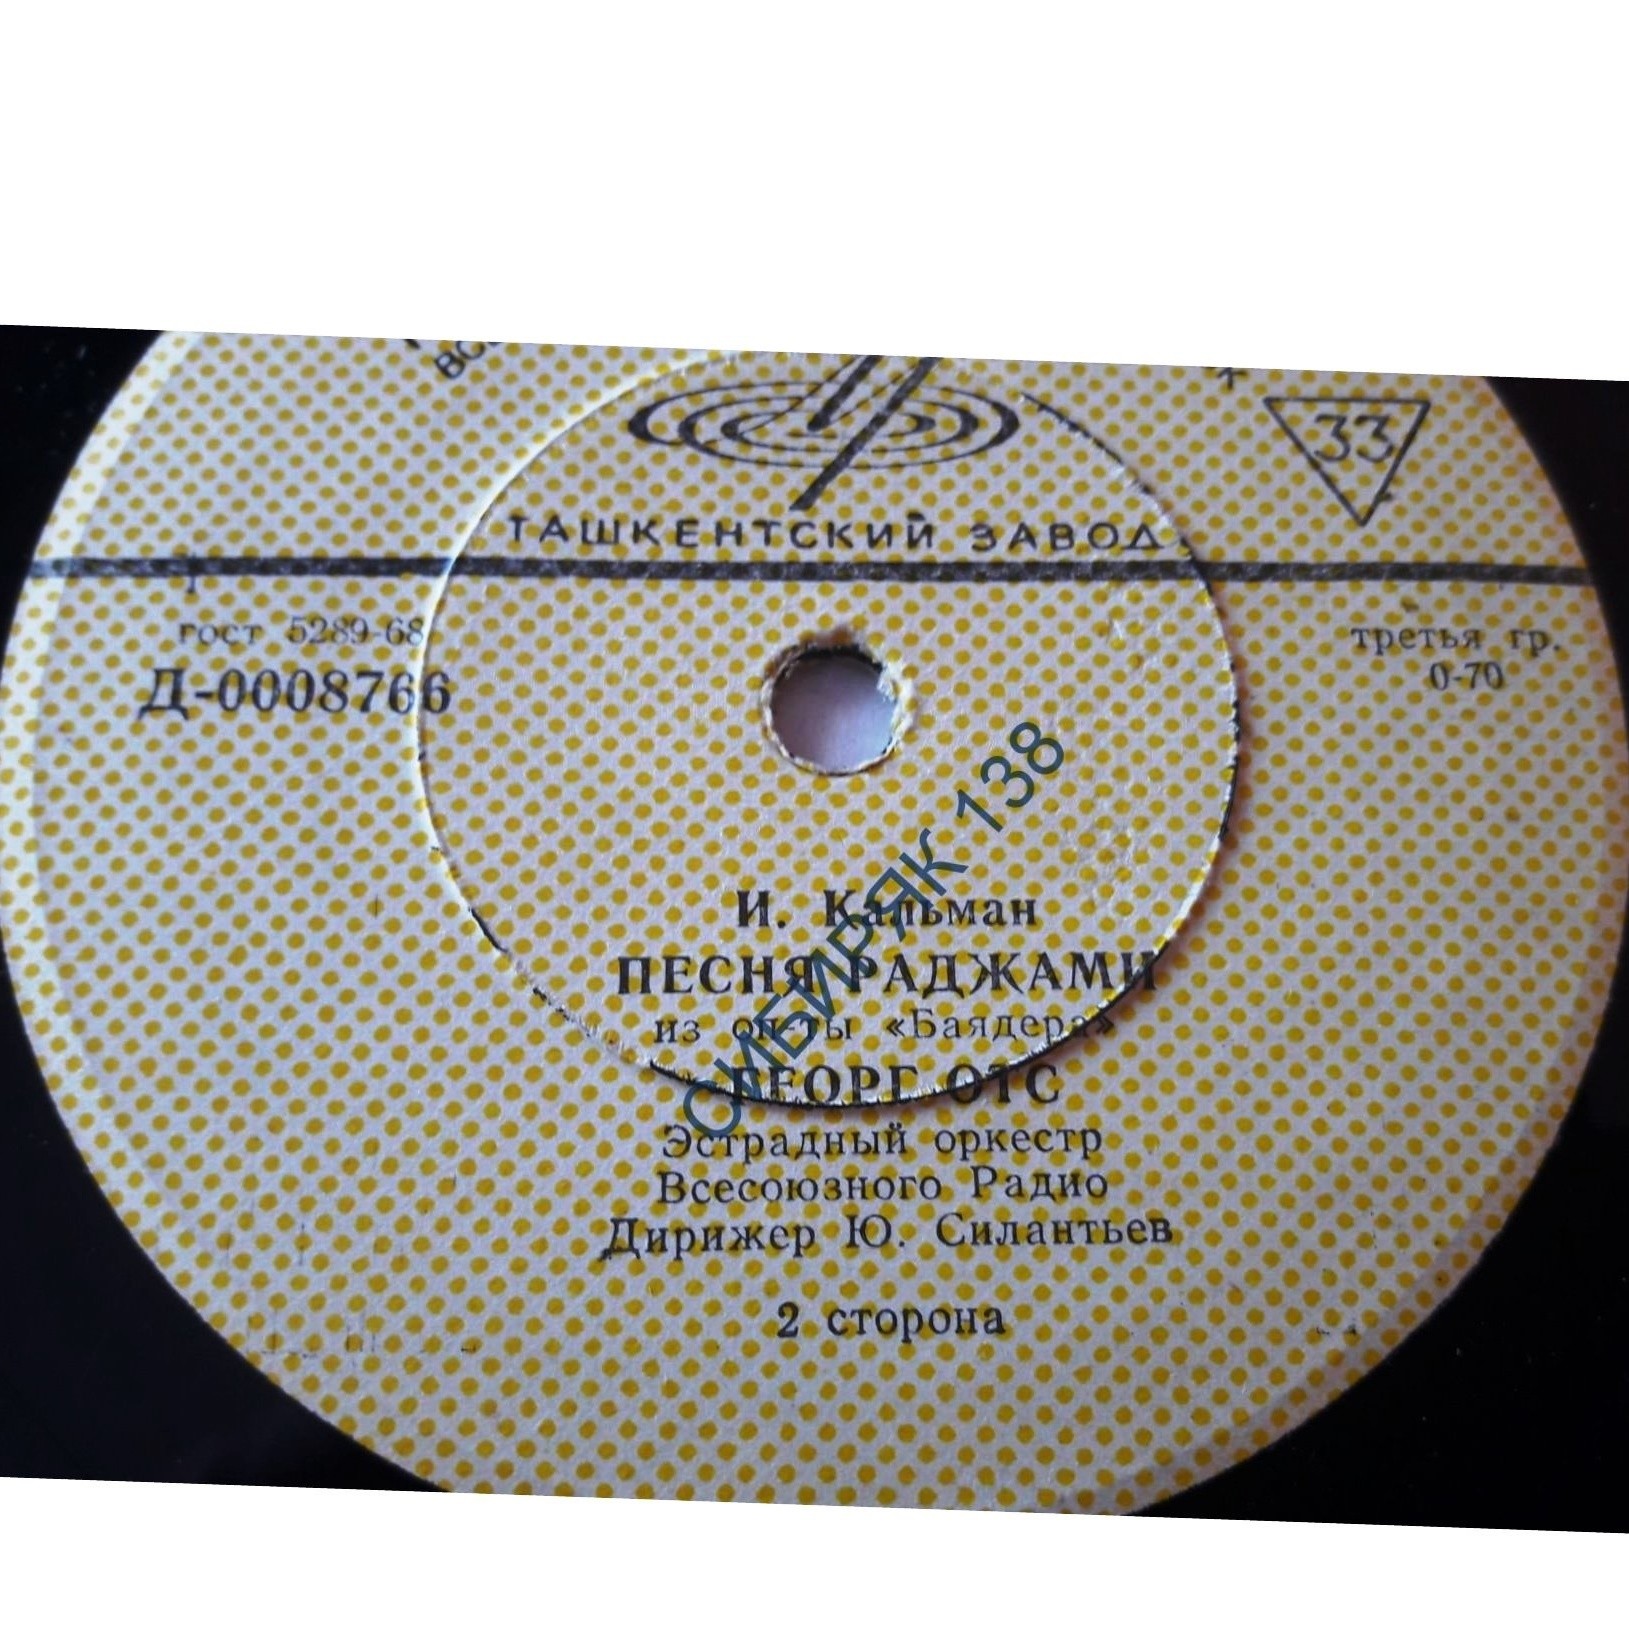 33
ТАШКЕНТСКИЙ ЗАВОД
гост 5289-68
Д-0008766
третья гр.
0-70
И. Кальман
ПЕСНЯ РАДЖАМИ
из оп-ты «Баядера»
ГЕОРГ ОТС
Эстрадный оркестр
Всесоюзного Радио
Дирижер Ю. Силантьев
2 сторона
СИБИРЯК 138